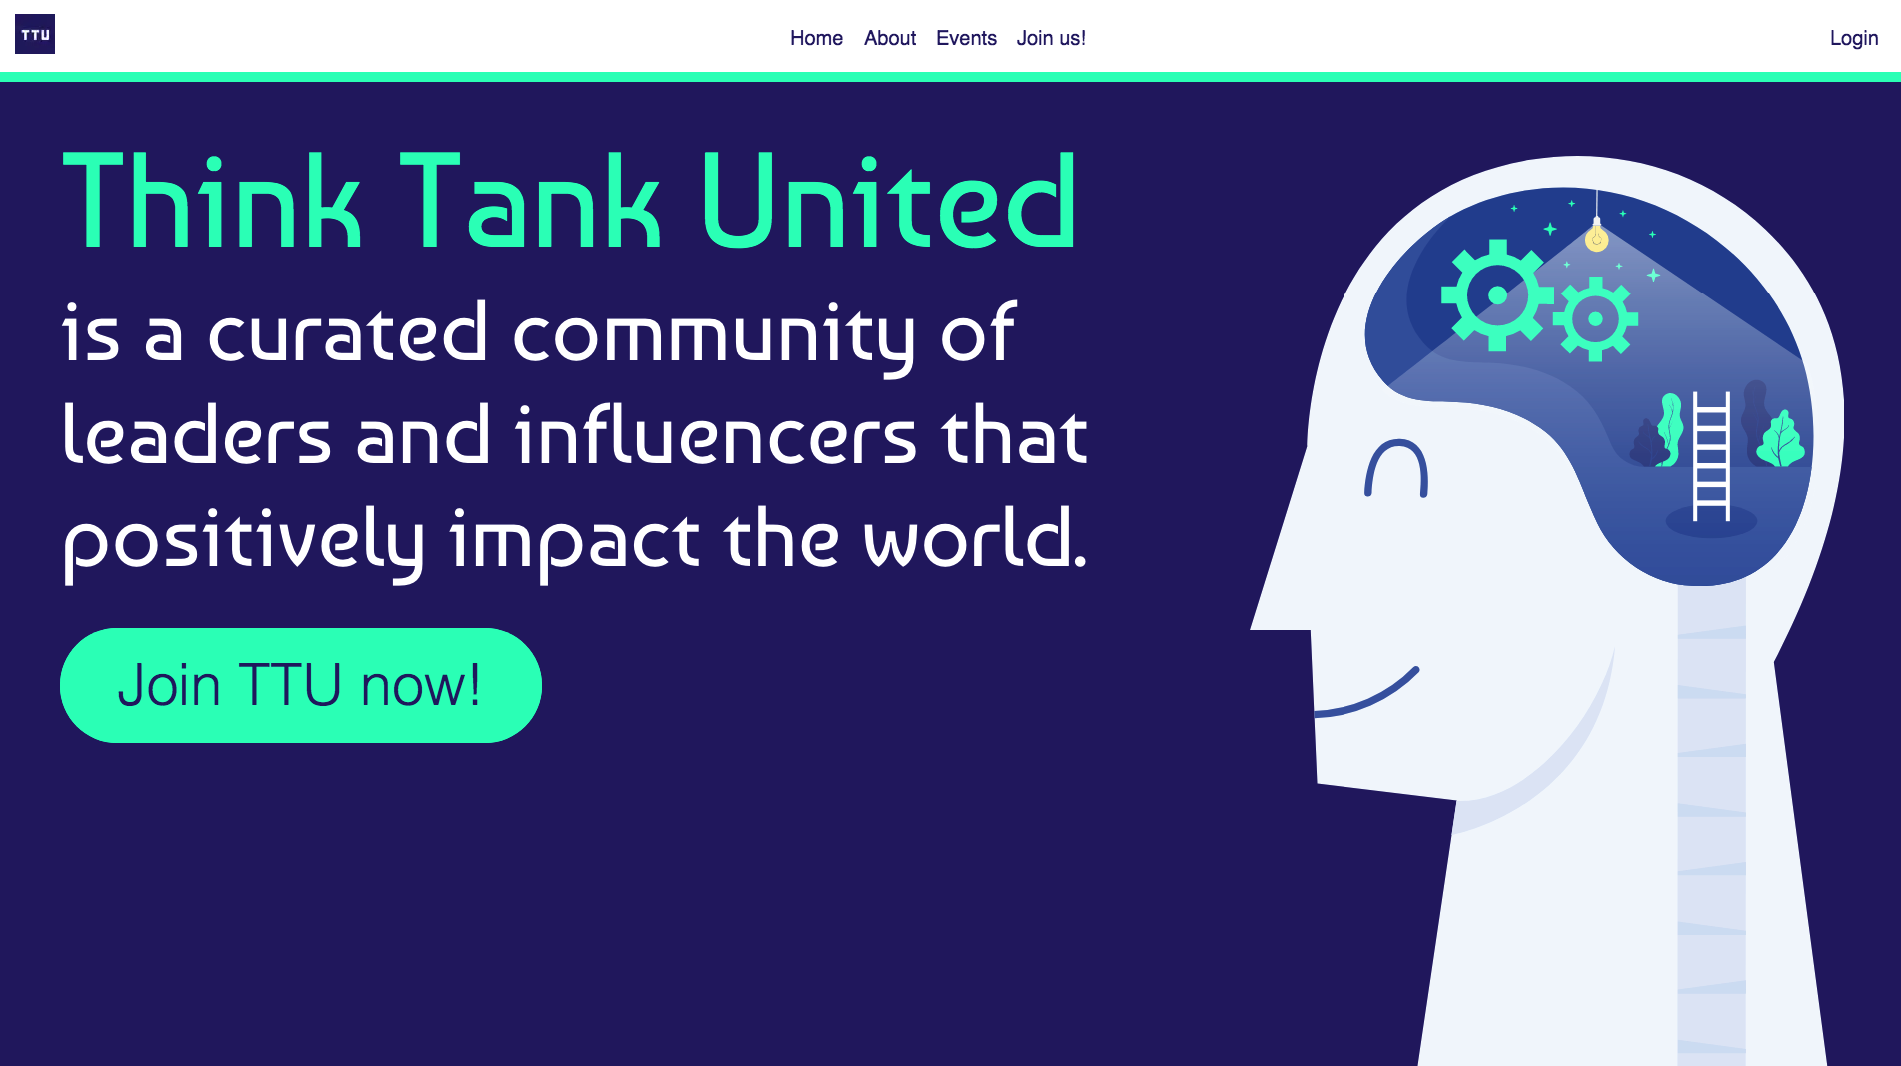 TTU
Home About Events Join us!
Login
Think Tank United
is a curated community of
leaders and influencers that
positively impact the world.
Join TTU now!